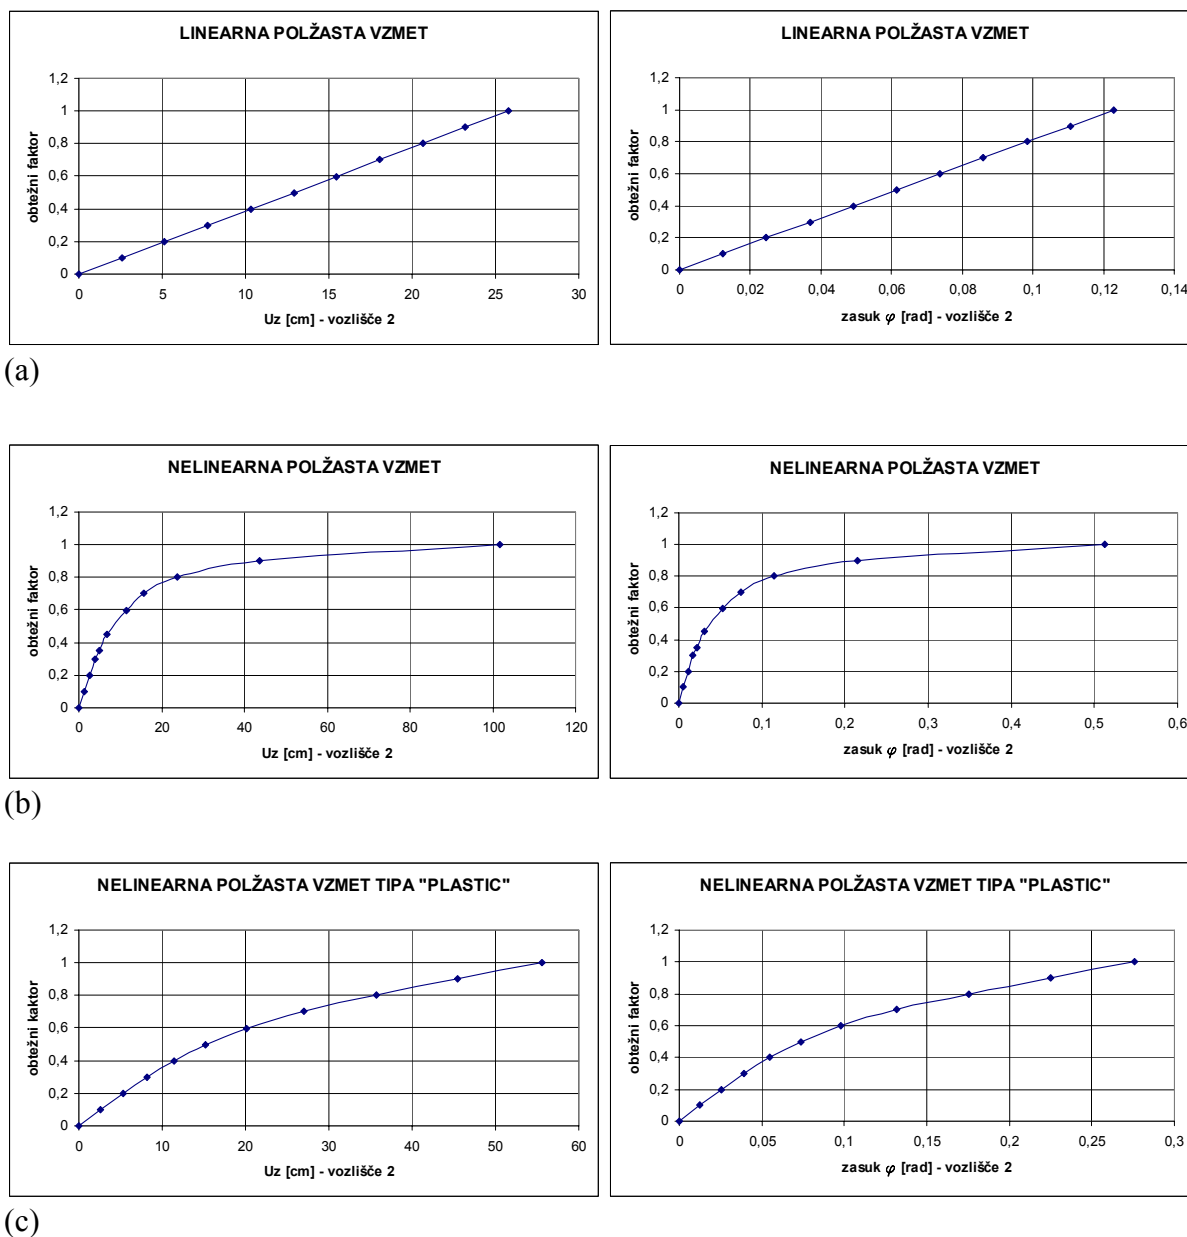 LINEARNA POLŽASTA VZMET
1,2
1
0,8
0,6
0,4
0,2
0
obtežni faktor
0 5 10 15 20 25 30
Uz [cm] - vozlišče 2
LINEARNA POLŽASTA VZMET
1,2
1
0,8
0,6
0,4
0,2
0
obtežni faktor
0 0,02 0,04 0,06 0,08 0,1 0,12 0,14
zasuk φ [rad] - vozlišče 2
(a)
NELINEARNA POLŽASTA VZMET
1,2
1
0,8
0,6
0,4
0,2
0
obtežni faktor
0 20 40 60 80 100 120
Uz [cm] - vozlišče 2
NELINEARNA POLŽASTA VZMET
1,2
1
0,8
0,6
0,4
0,2
0
obtežni faktor
0 0,1 0,2 0,3 0,4 0,5 0,6
zasuk φ [rad] - vozlišče 2
(b)
NELINEARNA POLŽASTA VZMET TIPA "PLASTIC"
1,2
1
0,8
0,6
0,4
0,2
0
obtežni kaktor
0 10 20 30 40 50 60
Uz [cm] - vozlišče 2
NELINEARNA POLŽASTA VZMET TIPA "PLASTIC"
1,2
1
0,8
0,6
0,4
0,2
0
obtežni faktor
0 0,05 0,1 0,15 0,2 0,25 0,3
zasuk φ [rad] - vozlišče 2
(c)